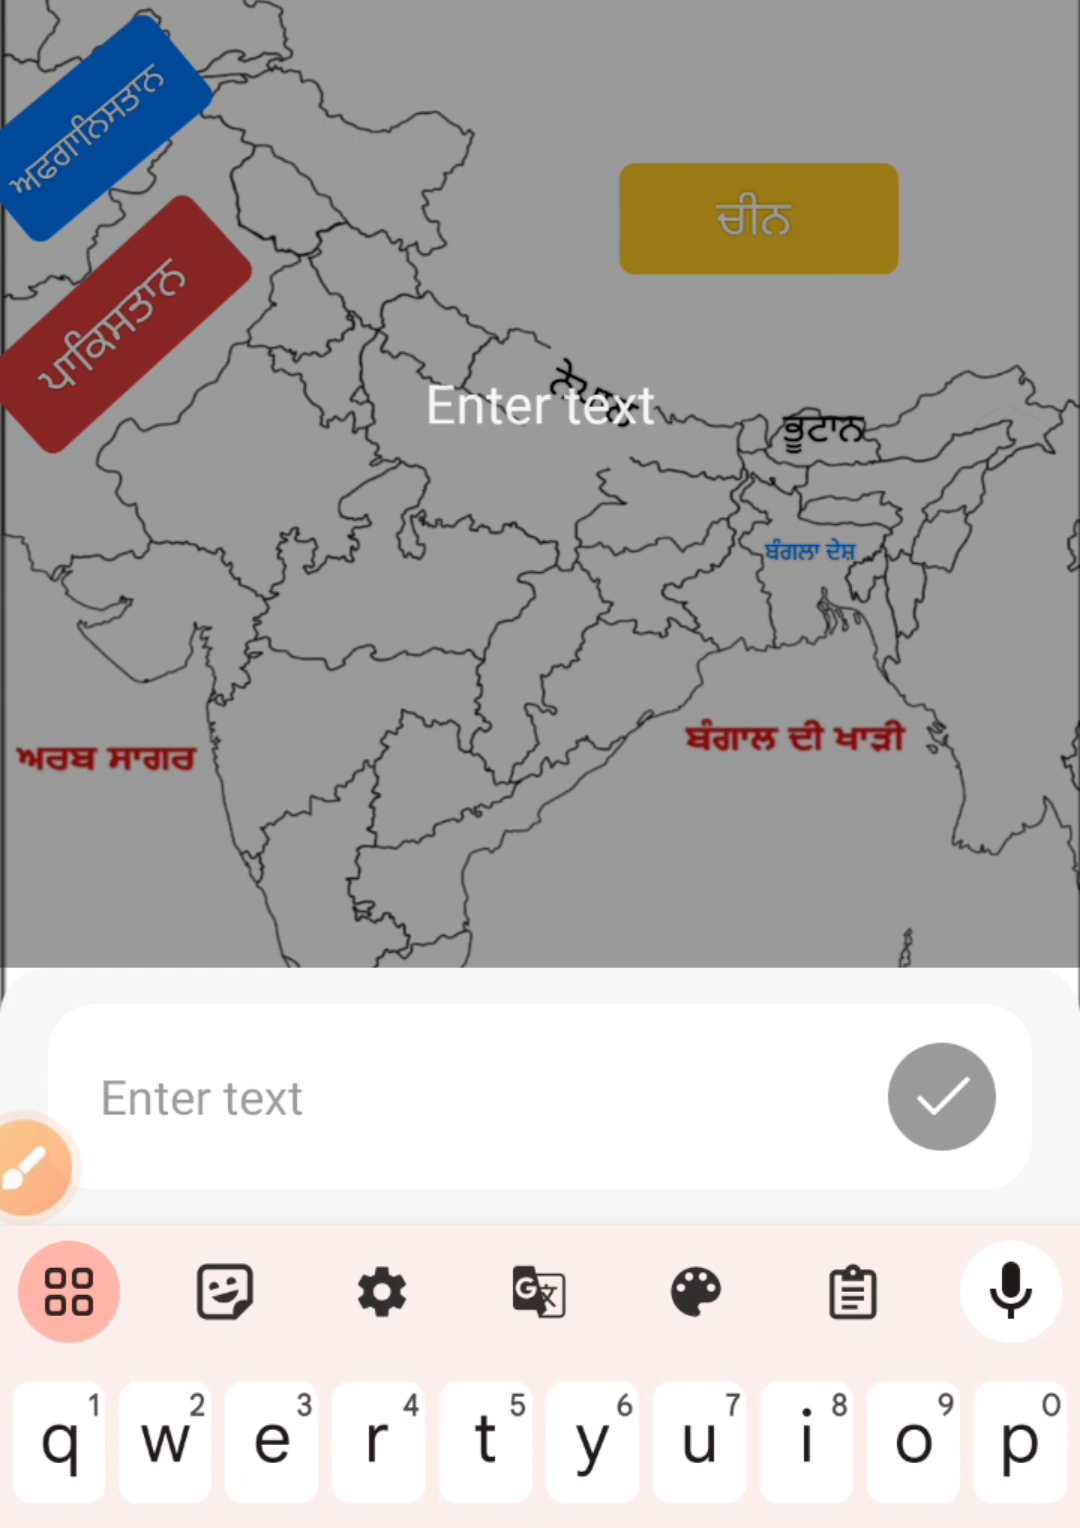 ਅਫਗਾਨਿਸਤਾਨ
ਚੀਨ
ਪਾਕਿਸਤਾਨ
ਨੇਪਾਲ
Enter text
ਭੂਟਾਨ
ਬੰਗਲਾ ਦੇਸ਼
ਅਰਬ ਸਾਗਰ
ਬੰਗਾਲ ਦੀ ਖਾੜੀ
Enter text
1 2 3 4 5 6 7 8 9 0
q w e r t y u i o p